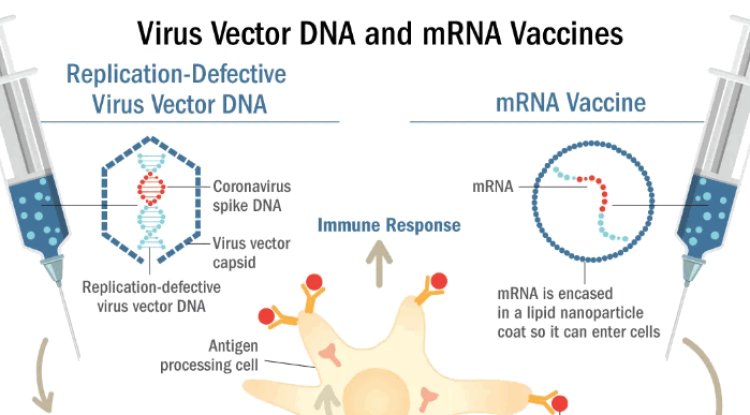 Virus Vector DNA and mRNA Vaccines
Replication-Defective
Virus Vector DNA
mRNA Vaccine
Coronavirus
spike DNA
Virus vector
capsid
Replication-defective
virus vector DNA
Immune Response
mRNA
mRNA is encased
in a lipid nanoparticle
coat so it can enter cells
Antigen
processing cell